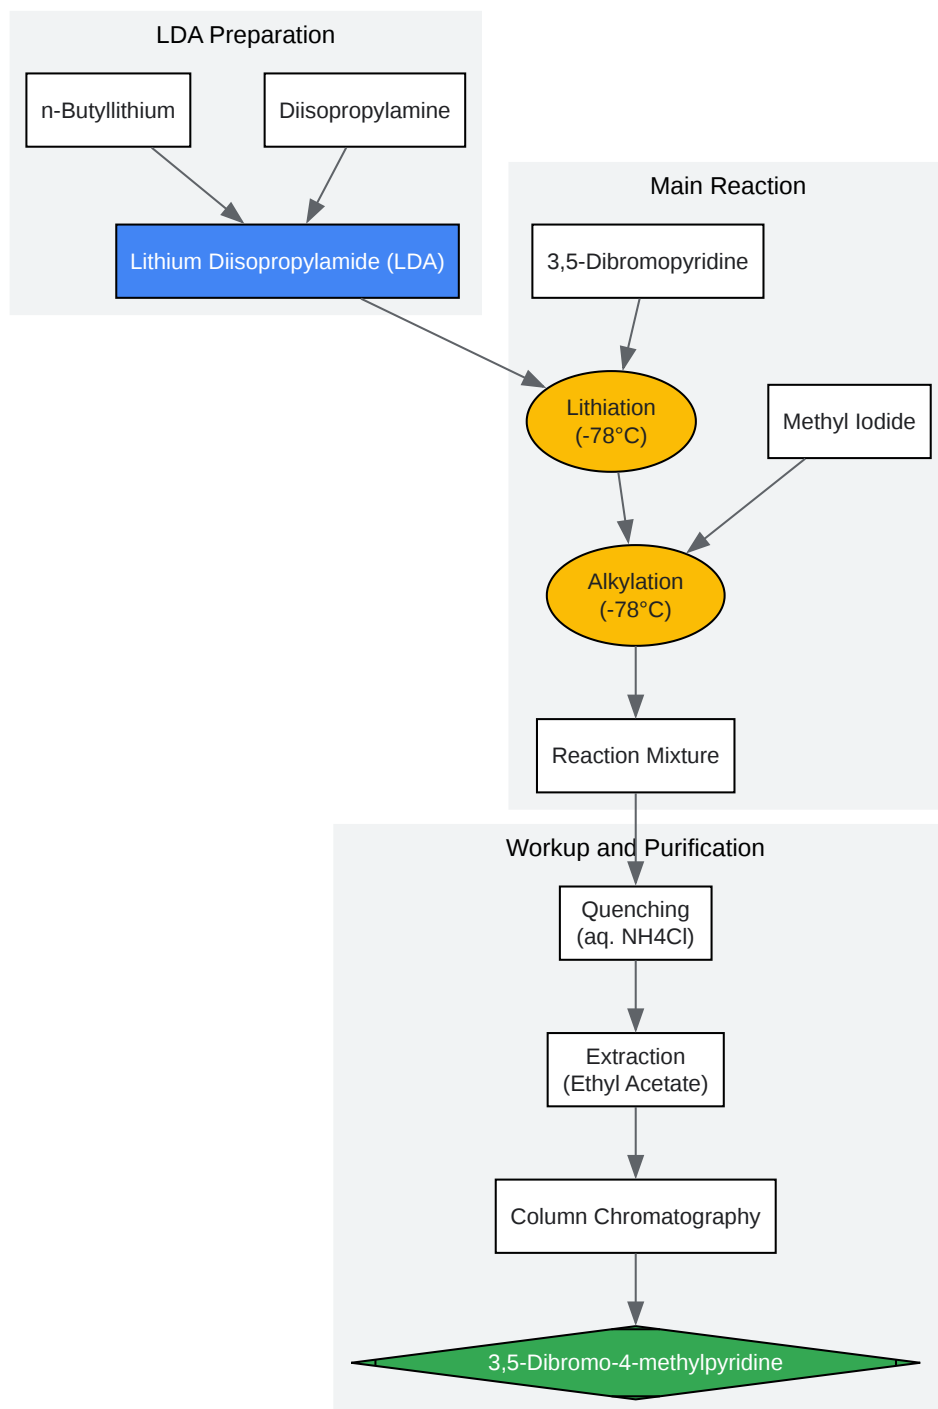 LDA Preparation
n-Butyllithium
Diisopropylamine
Lithium Diisopropylamide (LDA)
Main Reaction
3,5-Dibromopyridine
Lithiation
(-78°C)
Methyl Iodide
Alkylation
(-78°C)
Reaction Mixture
Workup and Purification
Quenching
(aq. NH4Cl)
Extraction
(Ethyl Acetate)
Column Chromatography
3,5-Dibromo-4-methylpyridine